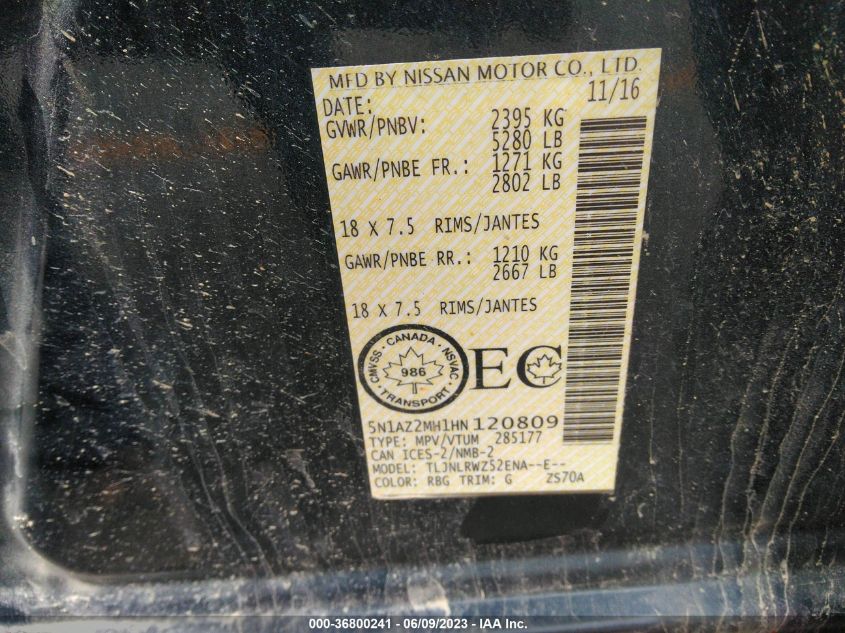 MFD BY NISSAN MOTOR CO., LTD.
DATE: 11/16
GVWR/PNBV: 2395 KG
5280 LB
GAWR/PNBE FR.: 1271 KG
2802 LB
18 X 7.5 RIMS/JANTES
GAWR/PNBE RR.: 1210 KG
2667 LB
18 X 7.5 RIMS/JANTES
CMVSS · CANADA · NSVAC
986
TRANSPORT
EC
5N1AZ2MH1HN120809
TYPE: MPV/VTUM 285177
CAN ICES-2/NMB-2
MODEL: TLJNLRWZ52ENA--E--
COLOR: RBG TRIM: G ZS70A
000-36800241 - 06/09/2023 - IAA Inc.